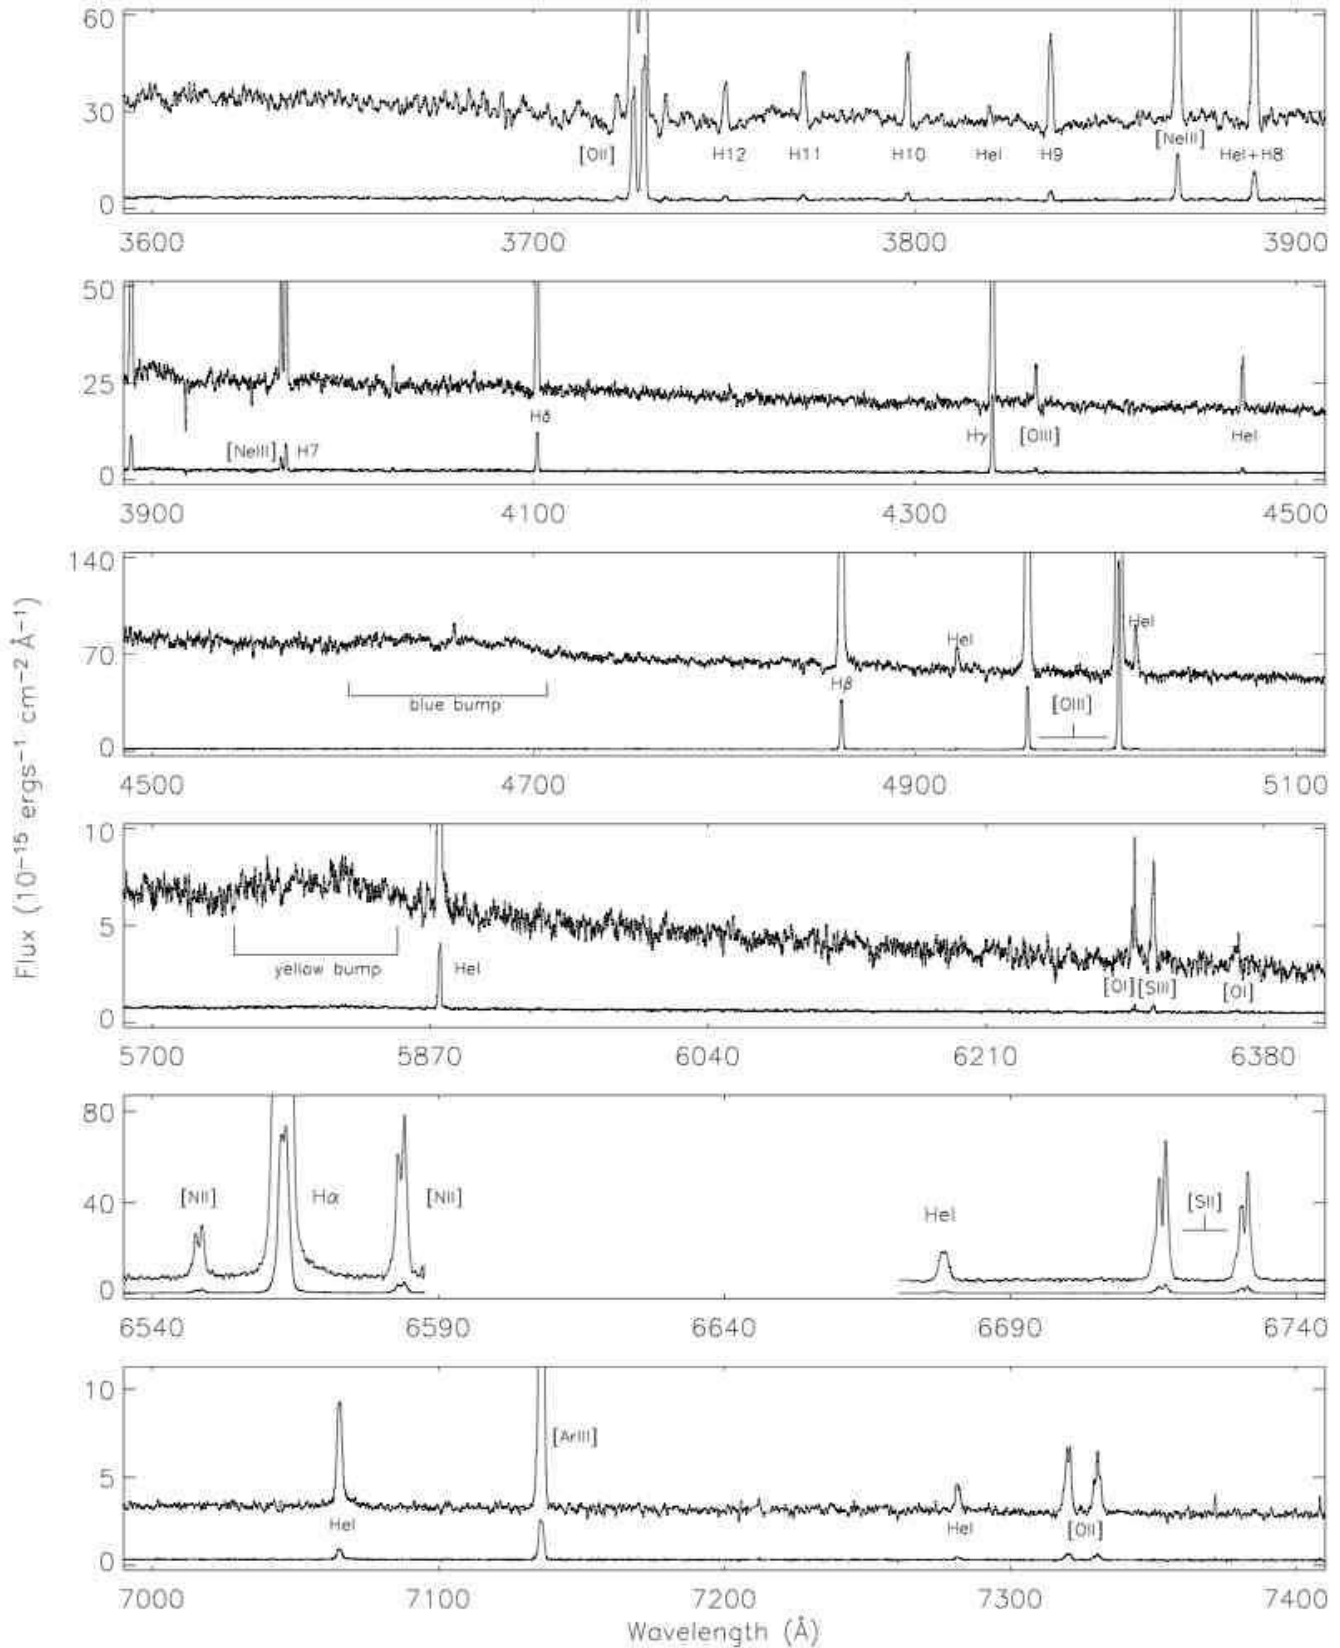 60
30
0
[OII] H12 H11 H10 HeI H9 [NeIII] HeI+H8
3600 3700 3800 3900
50
25
0
[NeIII] H7 Hδ Hγ [OIII] HeI
3900 4100 4300 4500
140
70
0
blue bump Hβ HeI [OIII] HeI
4500 4700 4900 5100
10
5
0
yellow bump HeI [OI] [SIII] [OI]
5700 5870 6040 6210 6380
80
40
0
[NII] Hα [NII] HeI [SII]
6540 6590 6640 6690 6740
10
5
0
HeI [ArIII] HeI [OII]
7000 7100 7200 7300 7400
Wavelength (Å)
Flux (10⁻¹⁵ ergs⁻¹ cm⁻² Å⁻¹)